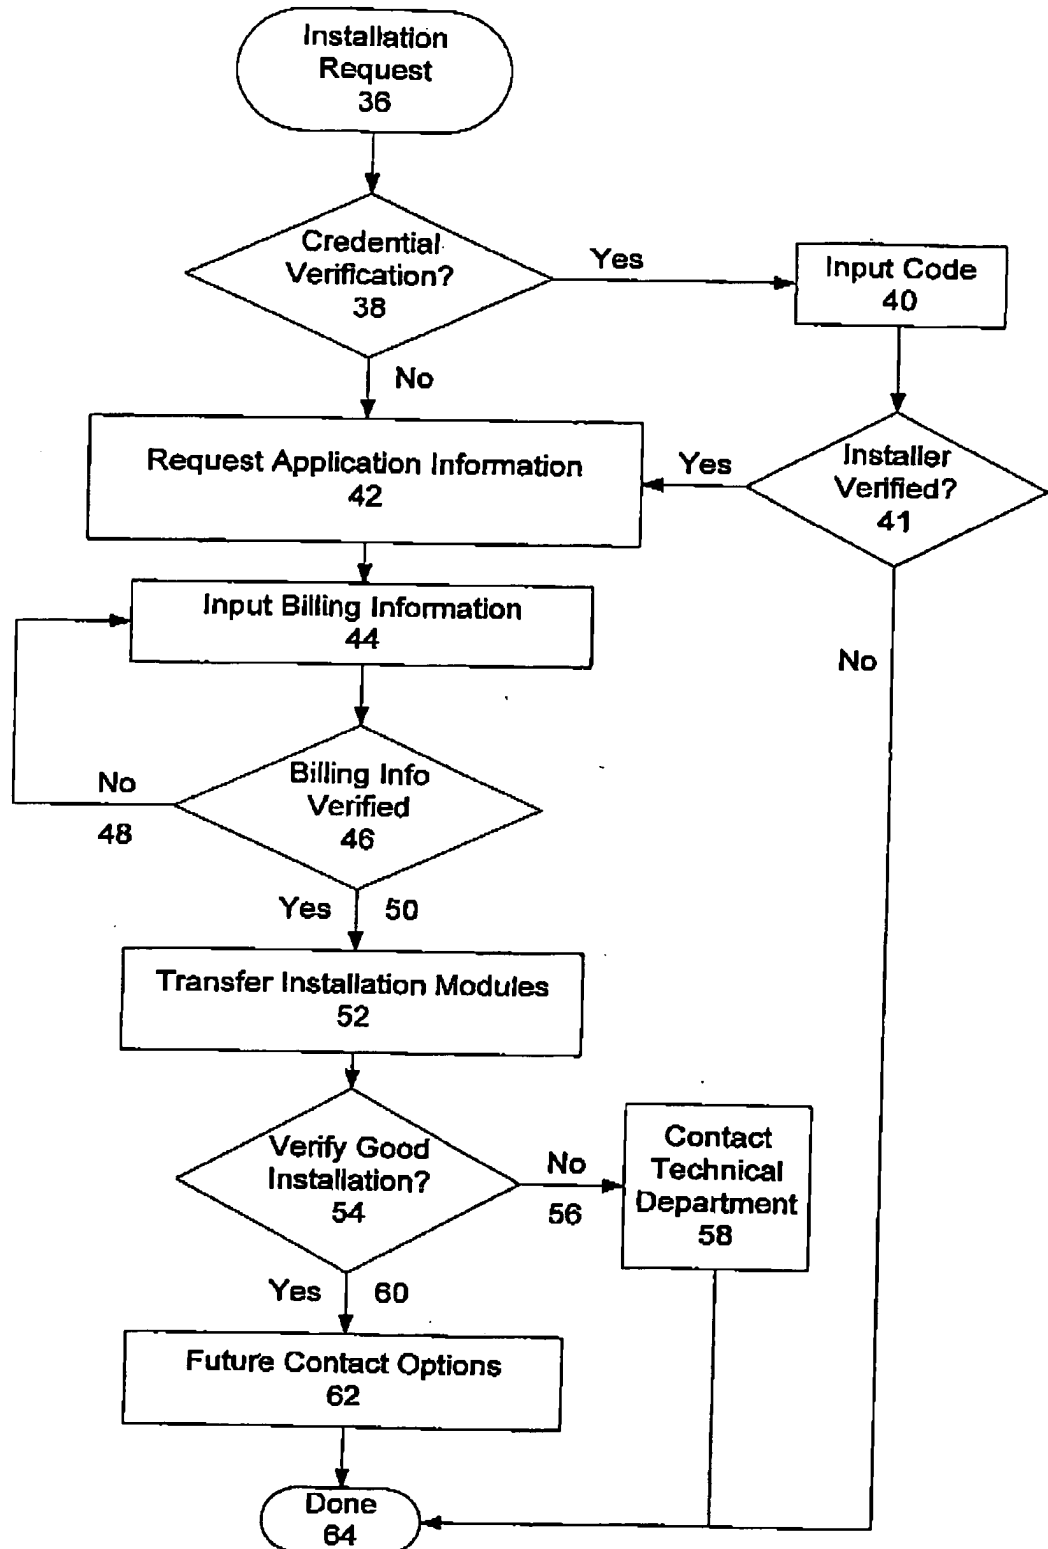 Installation
Request
36
Credential
Verification?
38
Yes
Input Code
40
No
Request Application Information
42
Yes
Installer
Verified?
41
Input Billing Information
44
No
Billing Info
Verified
46
No
48
Yes 50
Transfer Installation Modules
52
Verify Good
Installation?
54
No
56
Contact
Technical
Department
58
Yes 60
Future Contact Options
62
Done
64